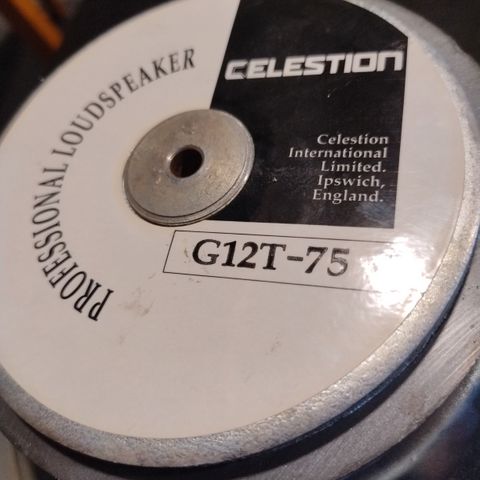 PROFESSIONAL LOUDSPEAKER
CELESTION
Celestion
International
Limited.
Ipswich,
England.
G12T-75